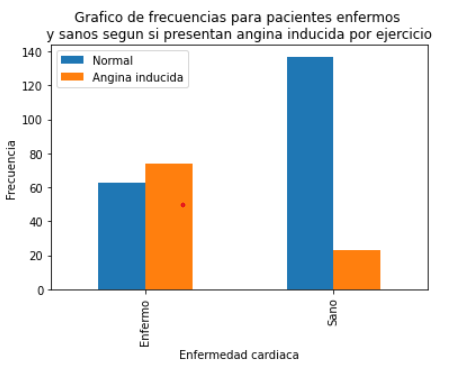 Grafico de frecuencias para pacientes enfermos
y sanos segun si presentan angina inducida por ejercicio
Normal
Angina inducida
140
120
100
80
60
40
20
0
Frecuencia
Enfermo
Sano
Enfermedad cardiaca